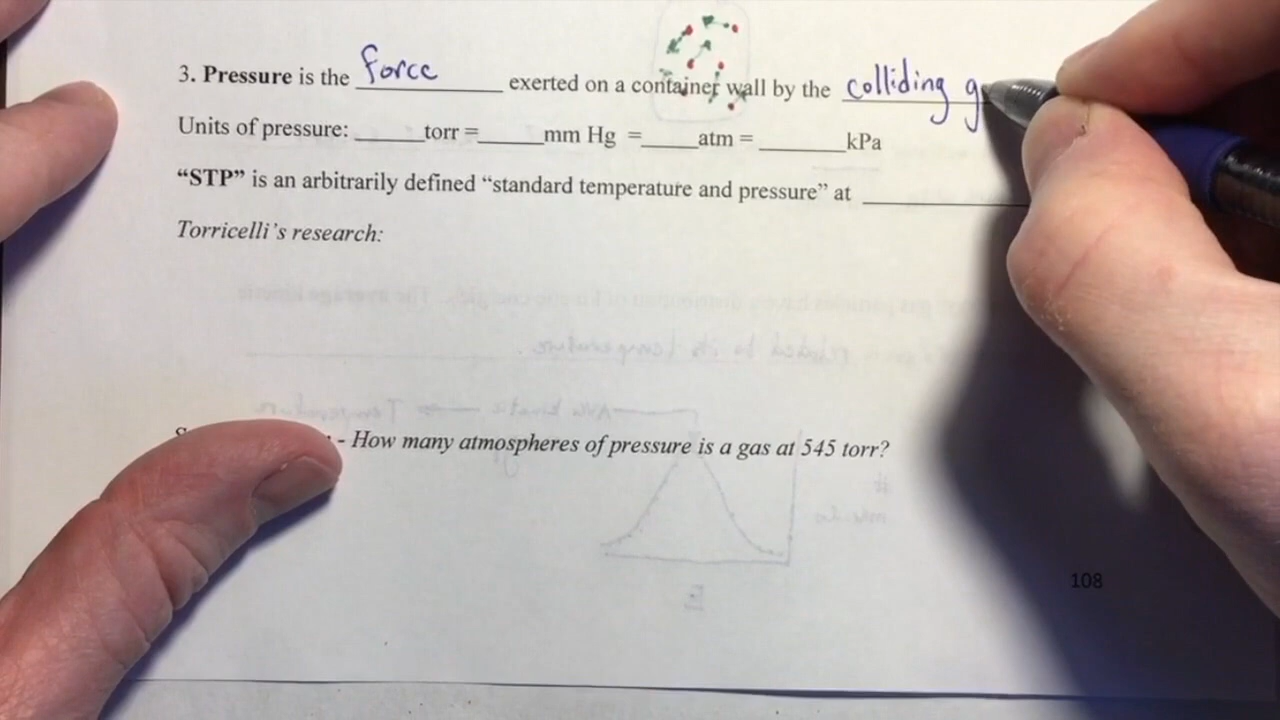 3. Pressure is the force exerted on a container wall by the colliding g
Units of pressure: ______torr =______mm Hg =_____atm = ________kPa
“STP” is an arbitrarily defined “standard temperature and pressure” at ______________
Torricelli’s research:
- How many atmospheres of pressure is a gas at 545 torr?
108